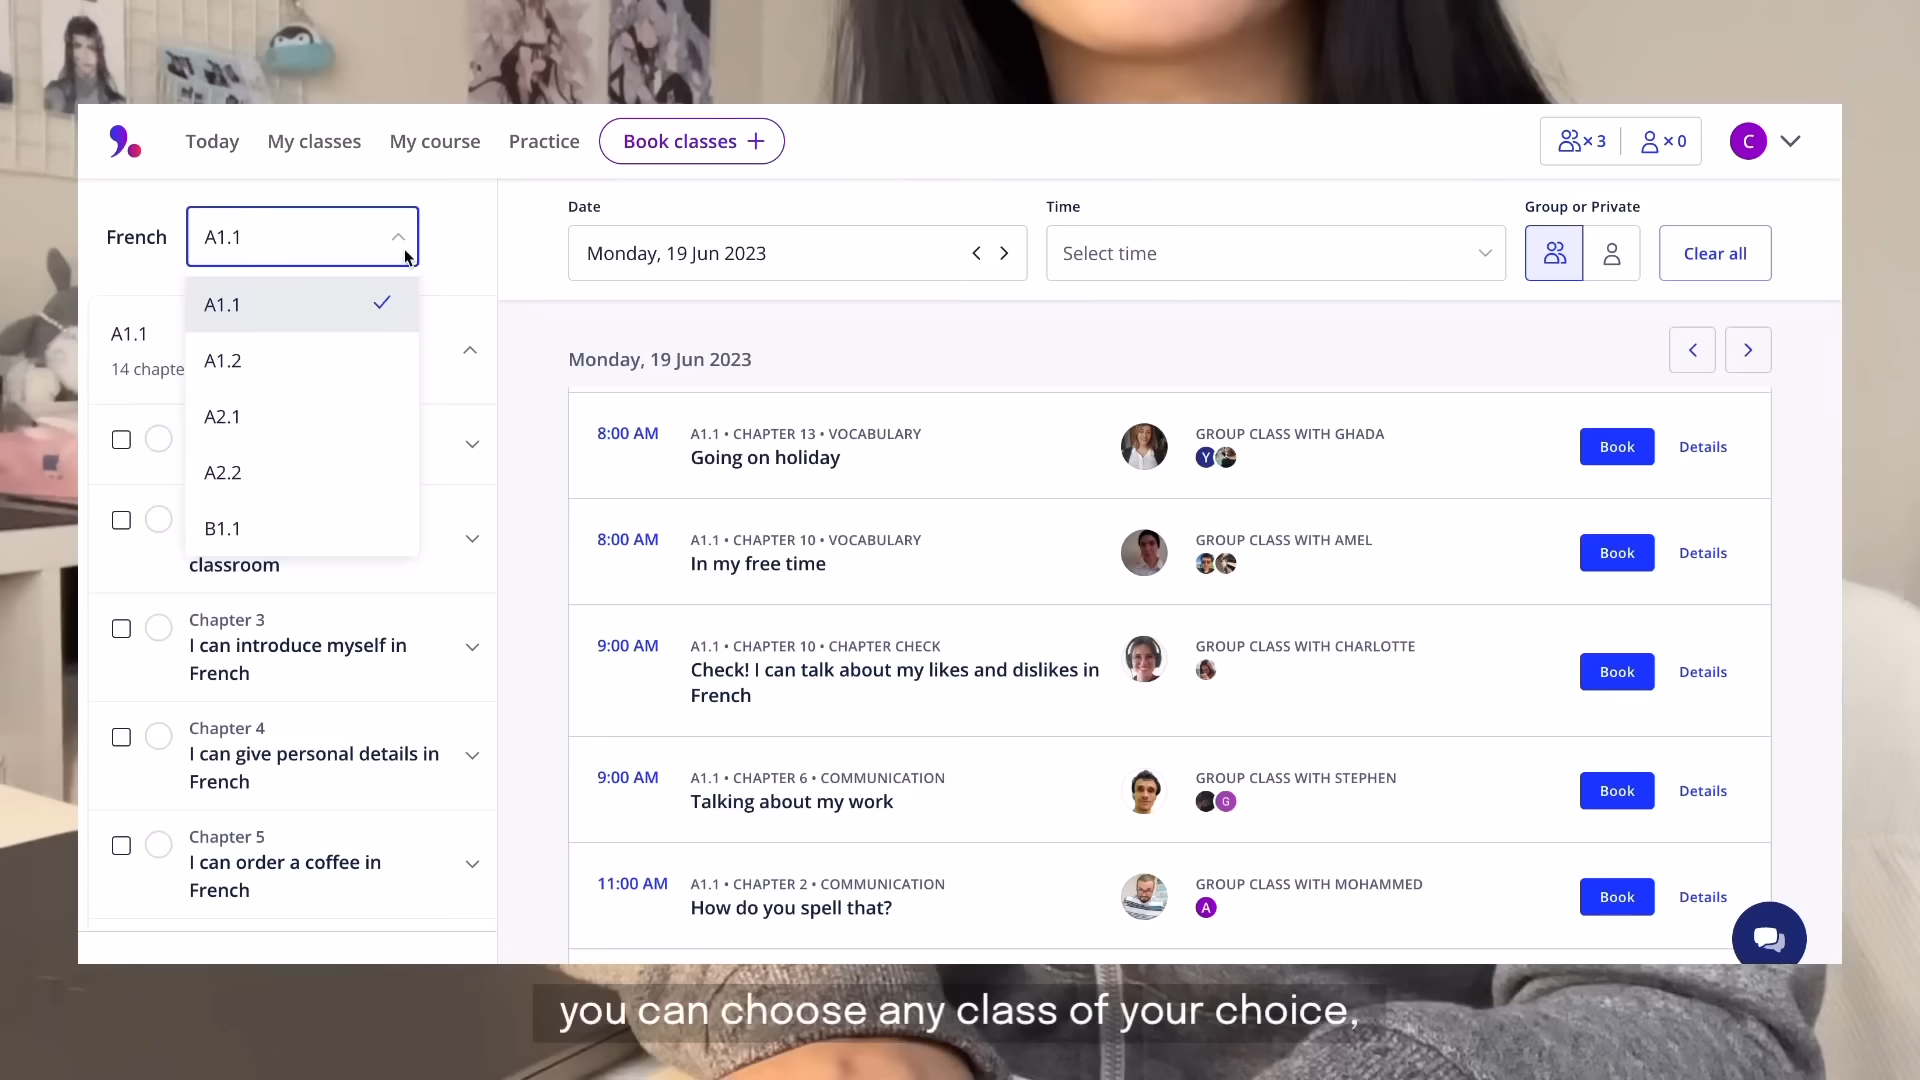 Today My classes My course Practice Book classes +
× 3 × 0 C
French A1.1
A1.1
A1.2
A2.1
A2.2
B1.1
A1.1
14 chapte
classroom
Chapter 3
I can introduce myself in
French
Chapter 4
I can give personal details in
French
Chapter 5
I can order a coffee in
French
Date Time Group or Private
Monday, 19 Jun 2023 Select time Clear all
Monday, 19 Jun 2023
8:00 AM A1.1 • CHAPTER 13 • VOCABULARY GROUP CLASS WITH GHADA
Going on holiday Y Book Details
8:00 AM A1.1 • CHAPTER 10 • VOCABULARY GROUP CLASS WITH AMEL
In my free time Book Details
9:00 AM A1.1 • CHAPTER 10 • CHAPTER CHECK GROUP CLASS WITH CHARLOTTE
Check! I can talk about my likes and dislikes in Book Details
French
9:00 AM A1.1 • CHAPTER 6 • COMMUNICATION GROUP CLASS WITH STEPHEN
Talking about my work G Book Details
11:00 AM A1.1 • CHAPTER 2 • COMMUNICATION GROUP CLASS WITH MOHAMMED
How do you spell that? A Book Details
you can choose any class of your choice,